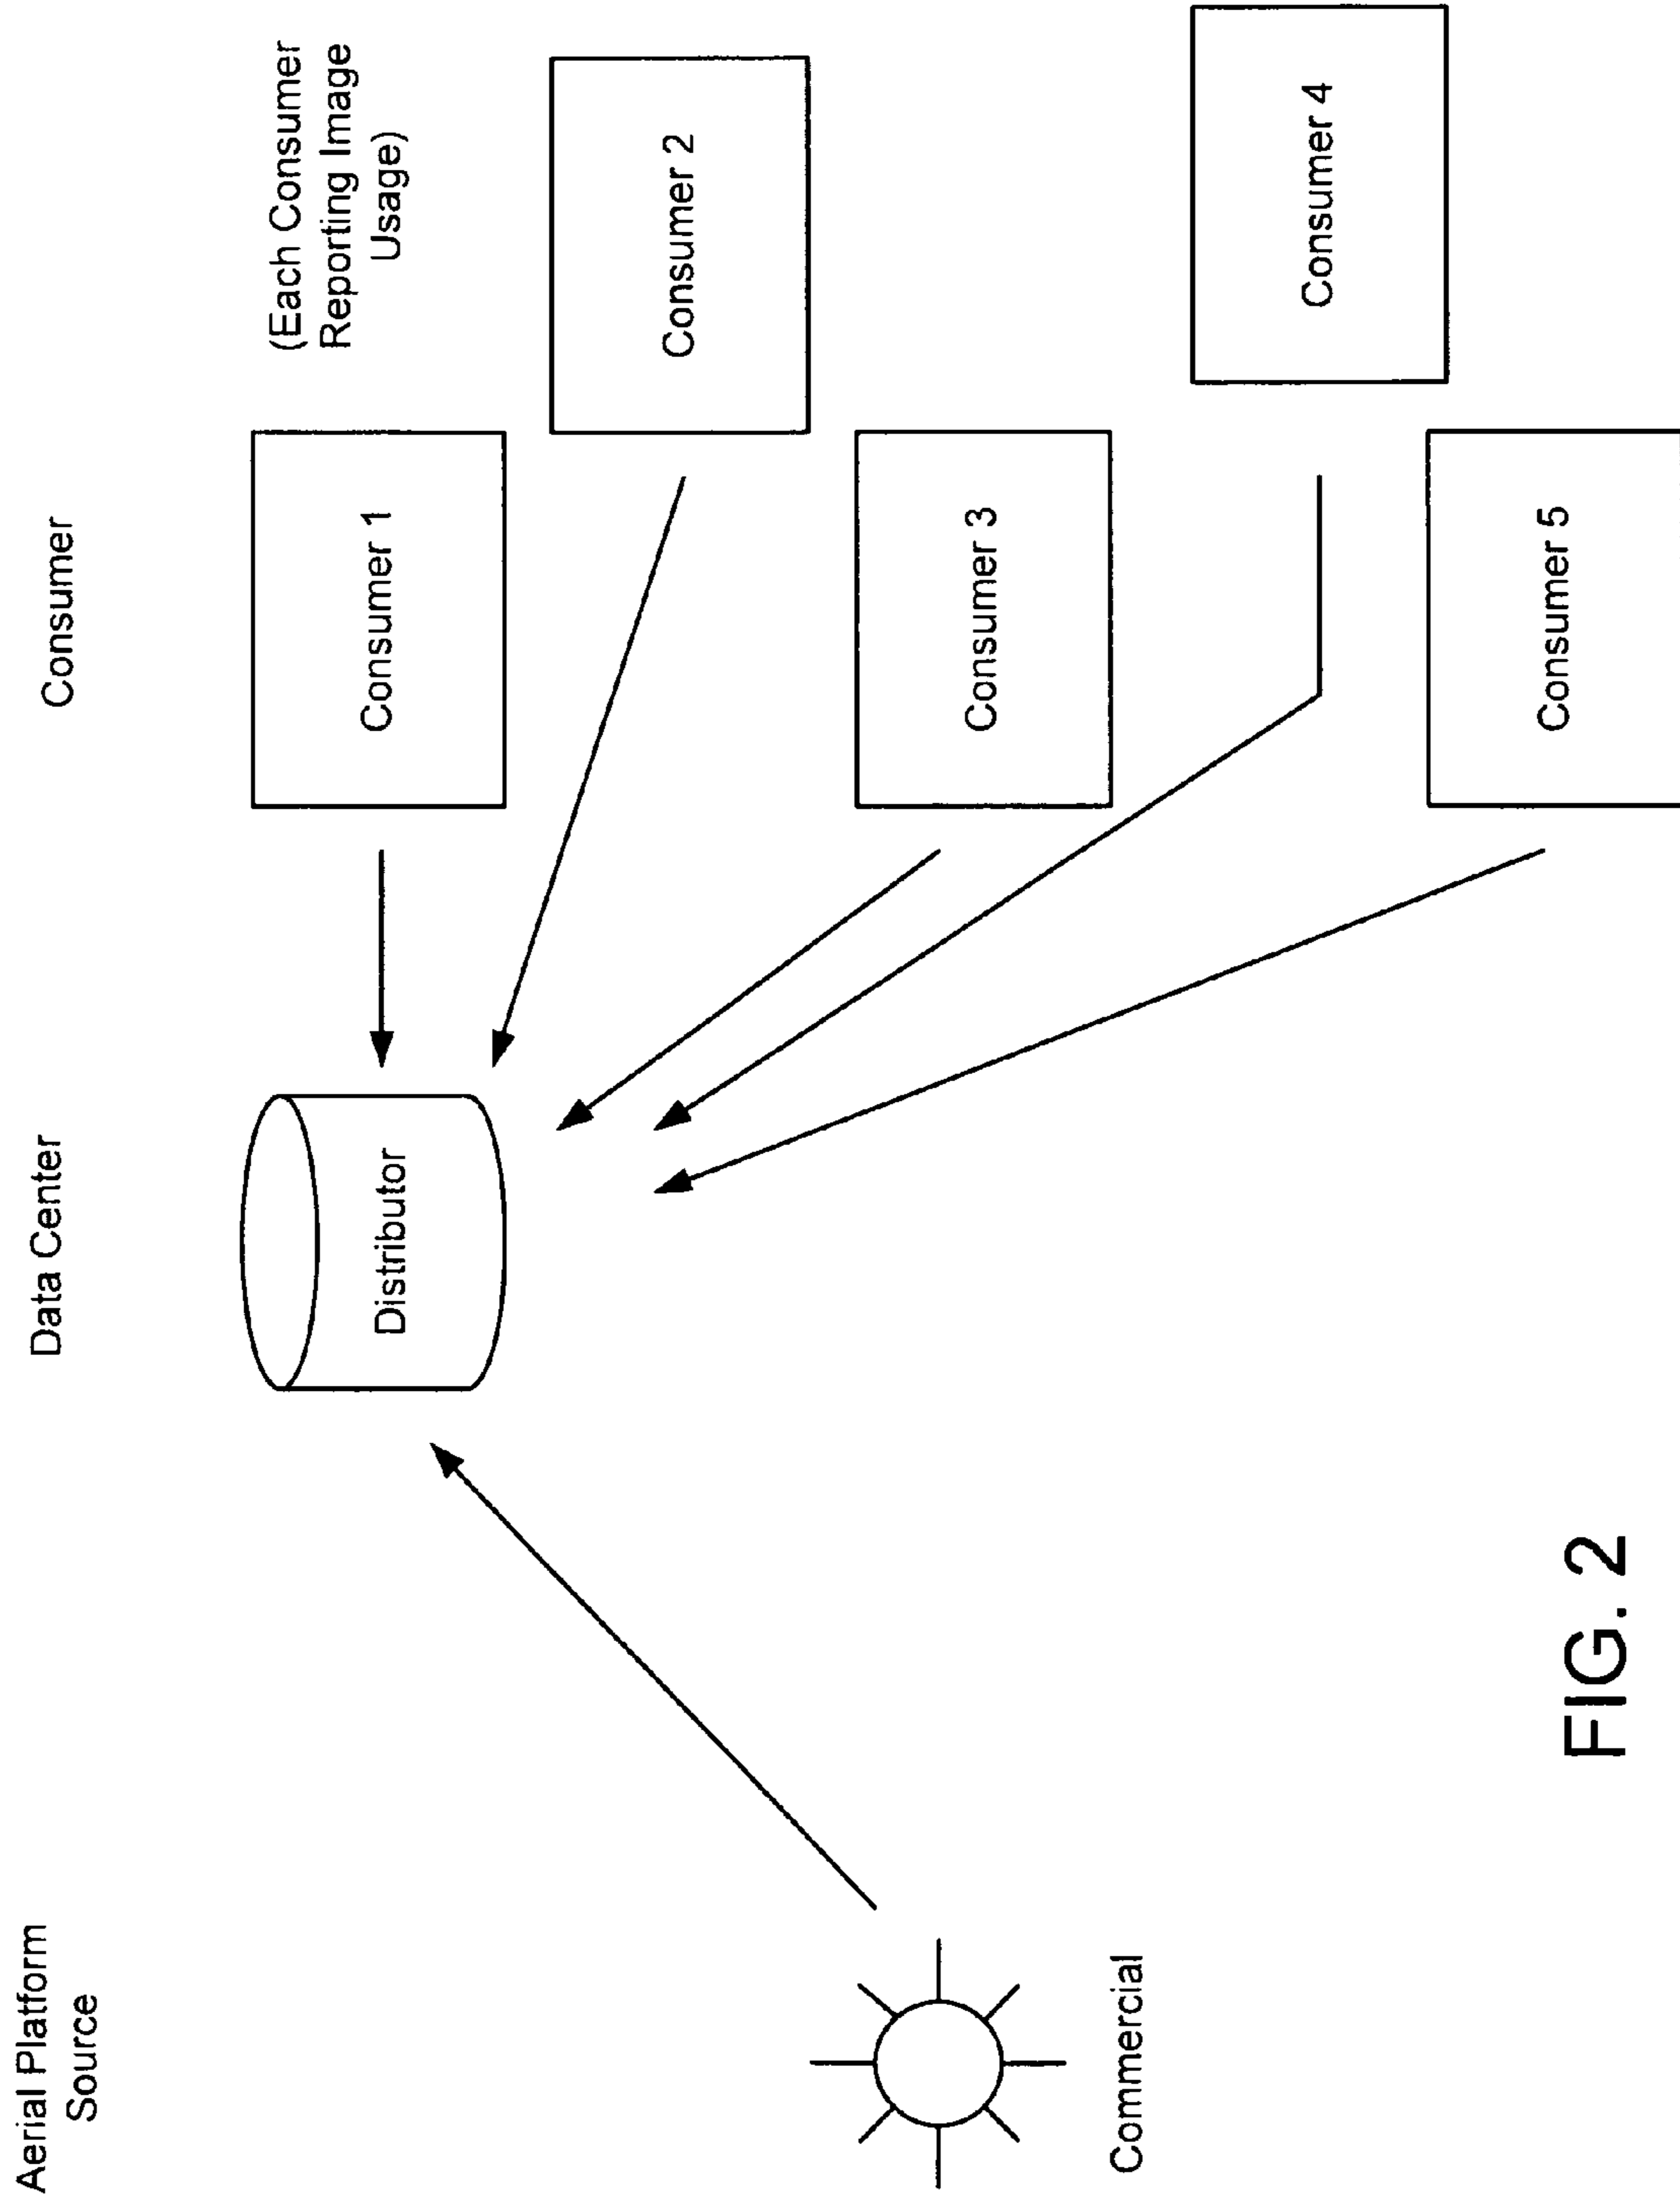 Aerial Platform
Source
Data Center
Consumer
(Each Consumer
Reporting Image
Usage)
Distributor
Consumer 1
Consumer 2
Consumer 3
Consumer 4
Consumer 5
Commercial
FIG. 2